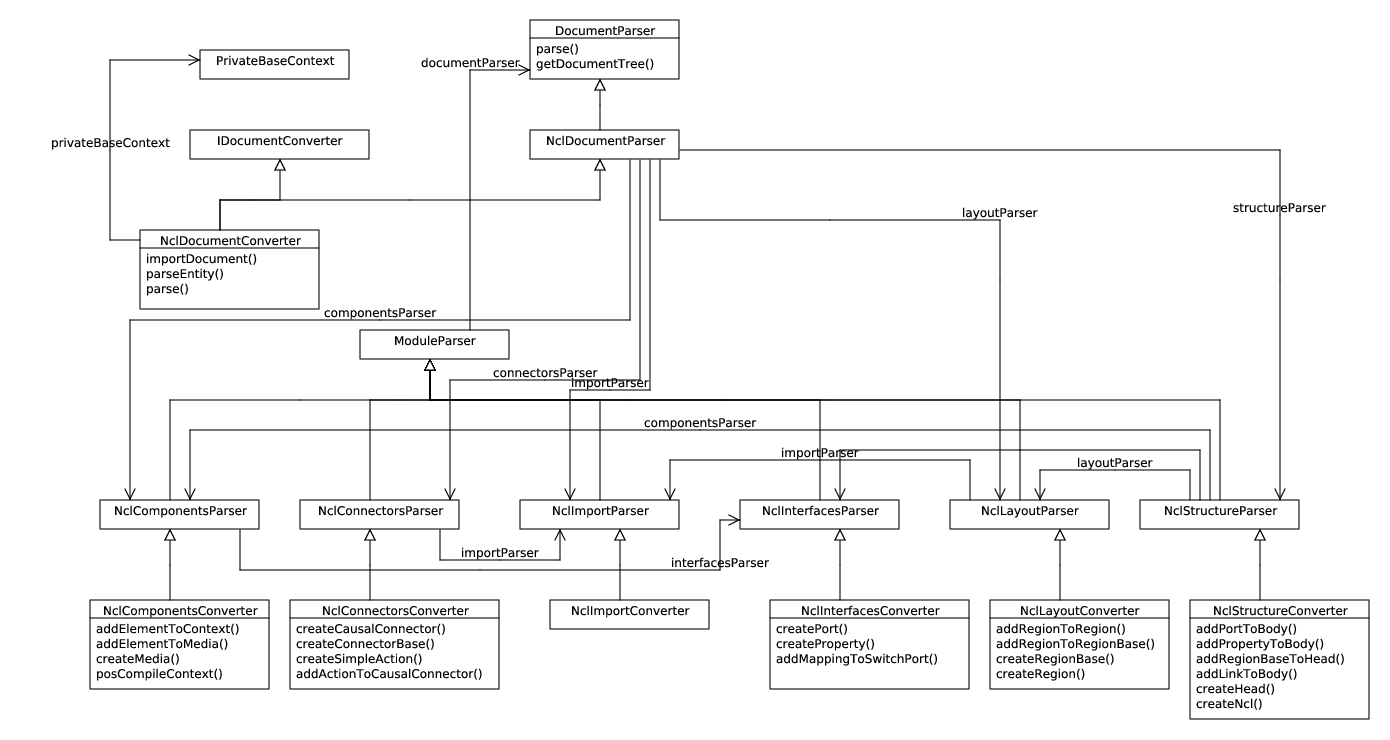 DocumentParser
parse()
getDocumentTree()
documentParser
PrivateBaseContext
privateBaseContext
IDocumentConverter
NclDocumentParser
layoutParser
structureParser
NclDocumentConverter
importDocument()
parseEntity()
parse()
componentsParser
ModuleParser
connectorsParser
importParser
componentsParser
importParser
layoutParser
NclComponentsParser
NclConnectorsParser
NclImportParser
NclInterfacesParser
NclLayoutParser
NclStructureParser
importParser
interfacesParser
NclComponentsConverter
addElementToContext()
addElementToMedia()
createMedia()
posCompileContext()
NclConnectorsConverter
createCausalConnector()
createConnectorBase()
createSimpleAction()
addActionToCausalConnector()
NclImportConverter
NclInterfacesConverter
createPort()
createProperty()
addMappingToSwitchPort()
NclLayoutConverter
addRegionToRegion()
addRegionToRegionBase()
createRegionBase()
createRegion()
NclStructureConverter
addPortToBody()
addPropertyToBody()
addRegionBaseToHead()
addLinkToBody()
createHead()
createNcl()